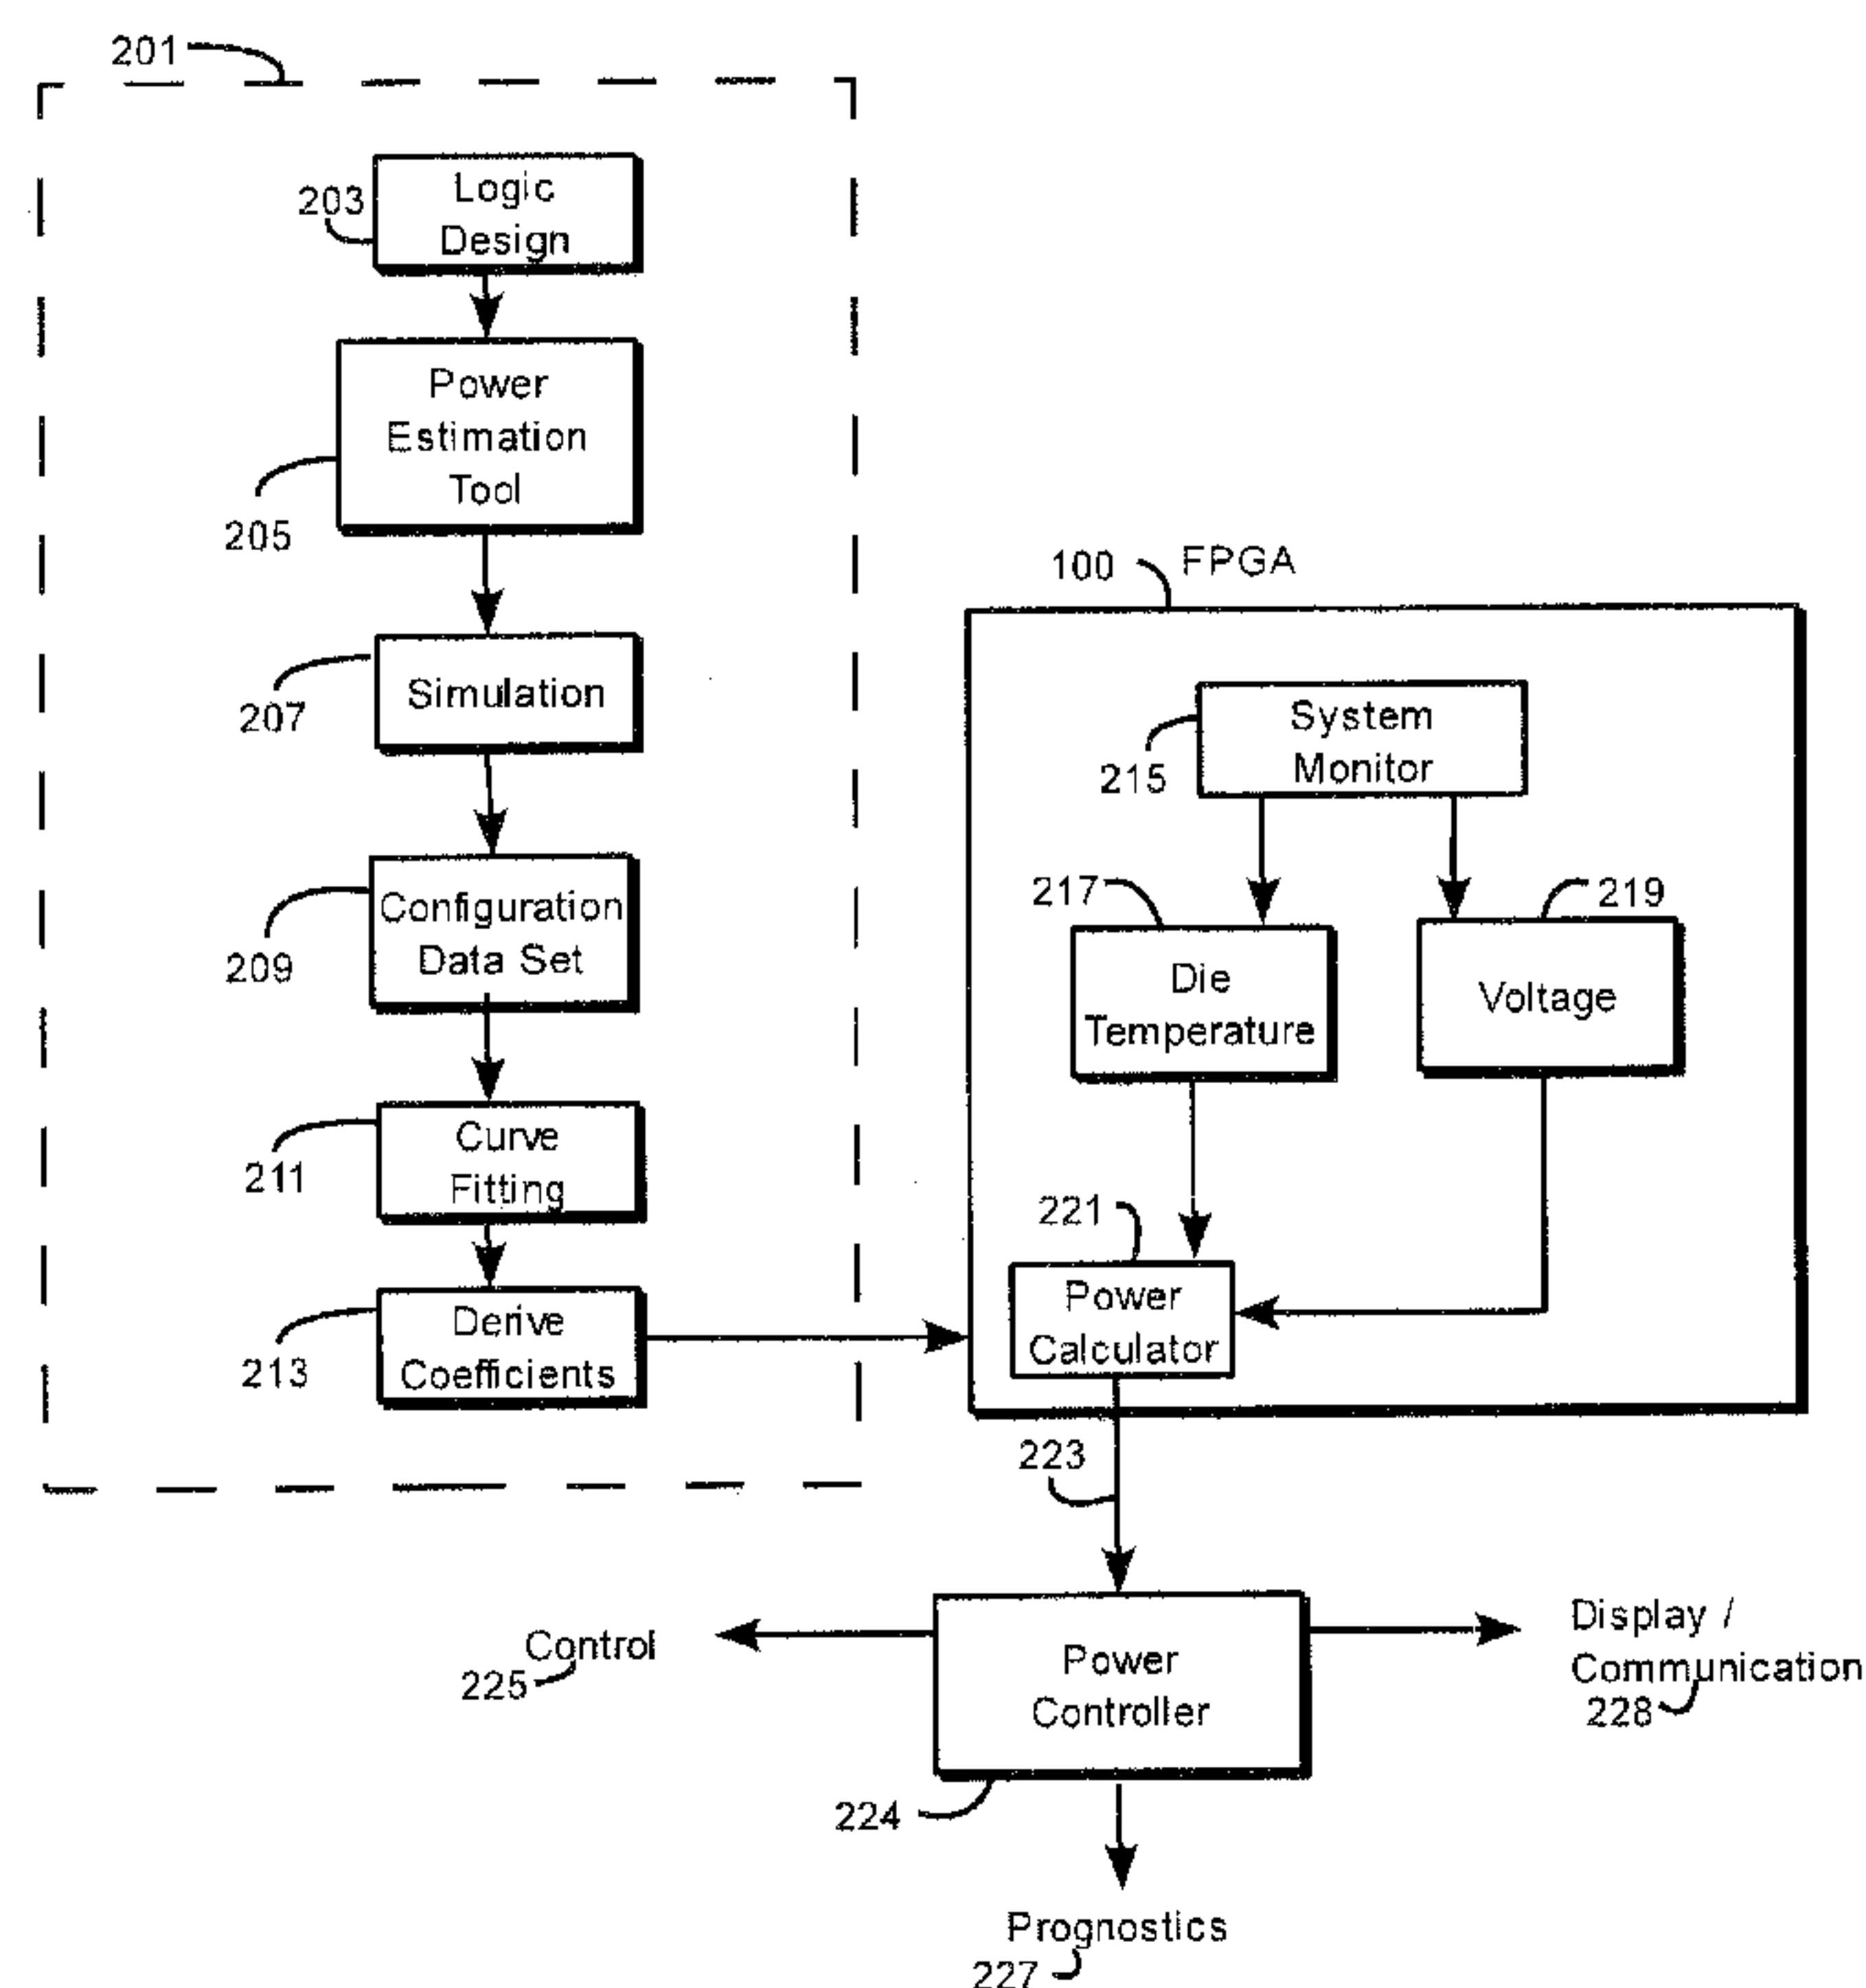 201
203
Logic
Design
Power
Estimation
Tool
205
207
Simulation
209
Configuration
Data Set
211
Curve
Fitting
213
Derive
Coefficients
100 FPGA
System
Monitor
215
217
Die
Temperature
219
Voltage
221
Power
Calculator
223
Power
Controller
224
Control
225
Display /
Communication
228
Prognostics
227